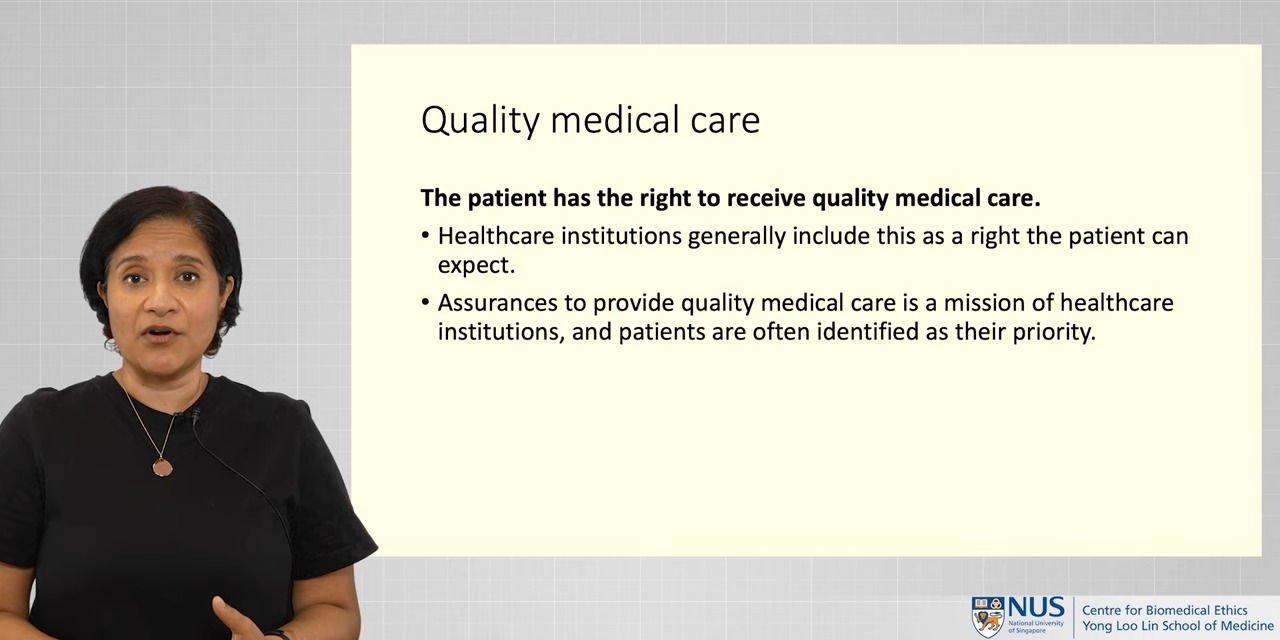 Quality medical care
The patient has the right to receive quality medical care.
• Healthcare institutions generally include this as a right the patient can
expect.
• Assurances to provide quality medical care is a mission of healthcare
institutions, and patients are often identified as their priority.
NUS
National University
of Singapore
Centre for Biomedical Ethics
Yong Loo Lin School of Medicine